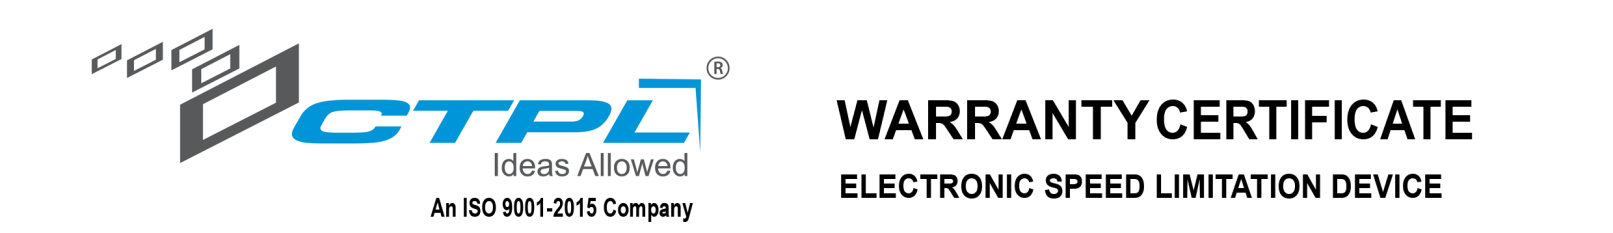 CTPL®
Ideas Allowed
An ISO 9001-2015 Company
WARRANTY CERTIFICATE
ELECTRONIC SPEED LIMITATION DEVICE